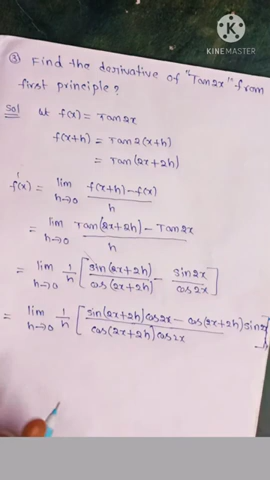 KINEMASTER
③ Find the derivative of "Tan2x" from
first principle?
Sol let f(x) = Tan2x
f(x+h) = Tan2(x+h)
= Tan(2x+2h)
f'(x) = lim h→0 f(x+h)-f(x) / h
= lim h→0 Tan(2x+2h) - Tan2x / h
= lim h→0 1/h [ sin(2x+2h) / cos(2x+2h) - sin2x / cos2x ]
= lim h→0 1/h [ sin(2x+2h)cos2x - cos(2x+2h)sin2x / cos(2x+2h)cos2x